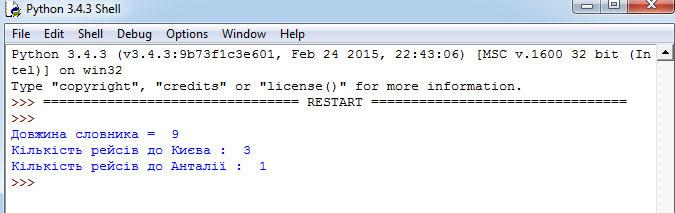 Python 3.4.3 Shell
File Edit Shell Debug Options Window Help
Python 3.4.3 (v3.4.3:9b73f1c3e601, Feb 24 2015, 22:43:06) [MSC v.1600 32 bit (In
tel)] on win32
Type "copyright", "credits" or "license()" for more information.
>>> ================================ RESTART ================================
>>>
Довжина словника =  9
Кількість рейсів до Києва :  3
Кількість рейсів до Анталії :  1
>>>